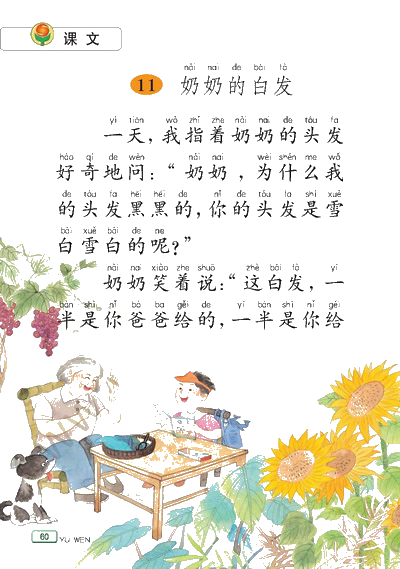 课文
nǎi nai de bái fà
11 奶奶的白发
yì tiān wǒ zhǐ zhe nǎi nai de tóu fa
一天,我指着奶奶的头发
hào qí de wèn nǎi nai wèi shén me wǒ
好奇地问:“奶奶,为什么我
de tóu fa hēi hēi de nǐ de tóu fa shì xuě
的头发黑黑的,你的头发是雪
bái xuě bái de ne
白雪白的呢?”
nǎi nai xiào zhe shuō zhè bái fà yí
奶奶笑着说:“这白发,一
bàn shì nǐ bà ba gěi de yí bàn shì nǐ gěi
半是你爸爸给的,一半是你给
60 YU WEN